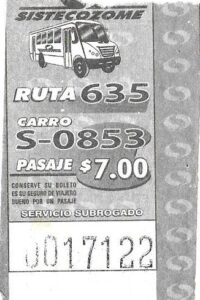 SISTECOZOME
RUTA 635
CARRO
S-0853
PASAJE $7.00
CONSERVE SU BOLETO
ES SU SEGURO DE VIAJERO
BUENO POR UN PASAJE
SERVICIO SUBROGADO
J017122